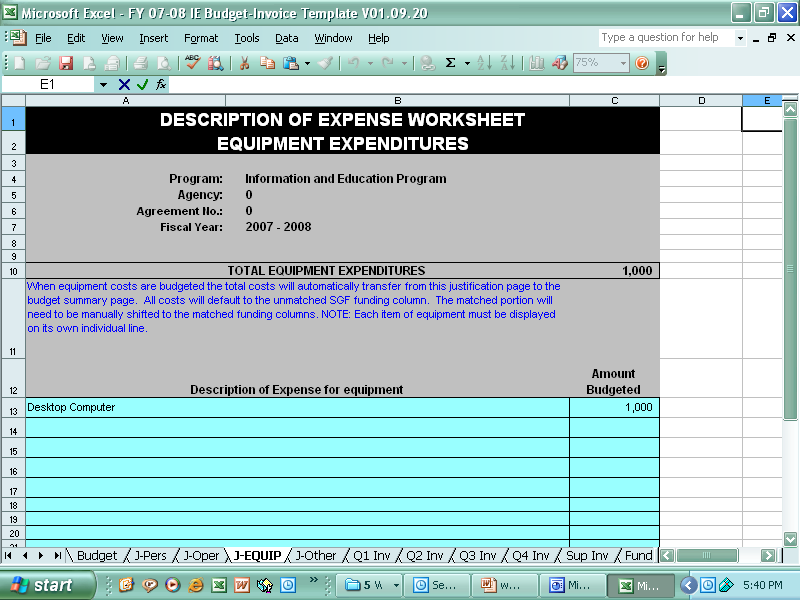 Microsoft Excel - FY 07-08 IE Budget-Invoice Template V01.09.20
File Edit View Insert Format Tools Data Window Help Type a question for help
ABC Σ 75%
E1 fx
A B C D E
1 DESCRIPTION OF EXPENSE WORKSHEET
2 EQUIPMENT EXPENDITURES
3
4 Program: Information and Education Program
5 Agency: 0
6 Agreement No.: 0
7 Fiscal Year: 2007 - 2008
8
9
10 TOTAL EQUIPMENT EXPENDITURES 1,000
When equipment costs are budgeted the total costs will automatically transfer from this justification page to the
budget summary page. All costs will default to the unmatched SGF funding column. The matched portion will
need to be manually shifted to the matched funding columns. NOTE: Each item of equipment must be displayed
on its own individual line.
11
Amount
12 Description of Expense for equipment Budgeted
13 Desktop Computer 1,000
14
15
16
17
18
19
20
21
Budget J-Pers J-Oper J-EQUIP J-Other Q1 Inv Q2 Inv Q3 Inv Q4 Inv Sup Inv Fund
start » 5 W Se... w... Mi... Mi... 5:40 PM